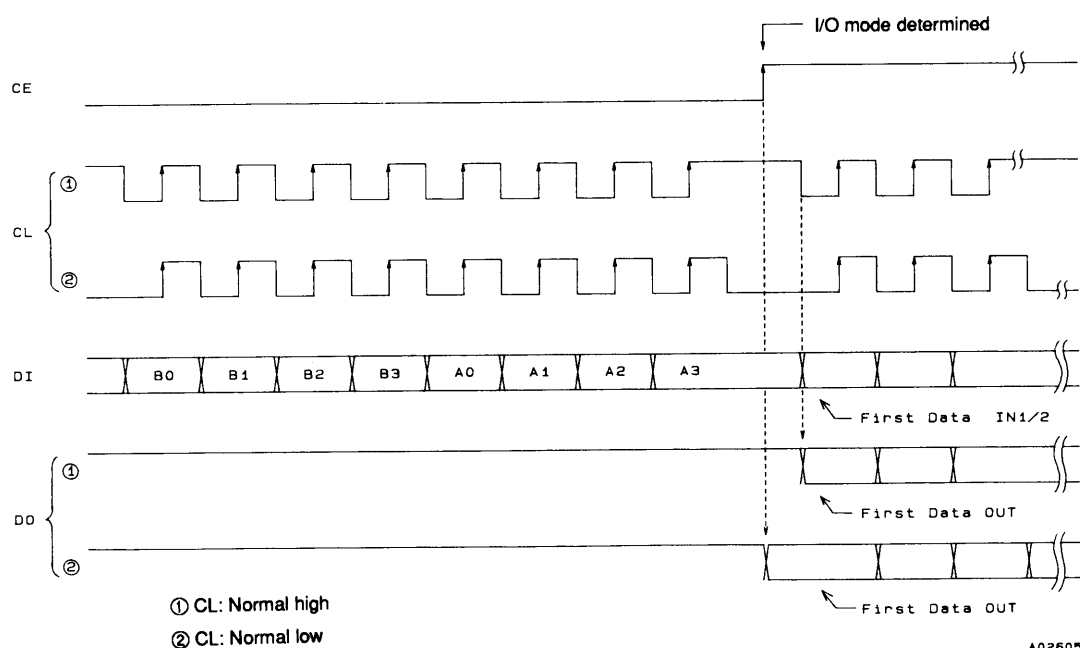 I/O mode determined
CE
①
CL
②
DI B0 B1 B2 B3 A0 A1 A2 A3
First Data IN1/2
①
First Data OUT
DO
②
First Data OUT
① CL: Normal high
② CL: Normal low
A02605